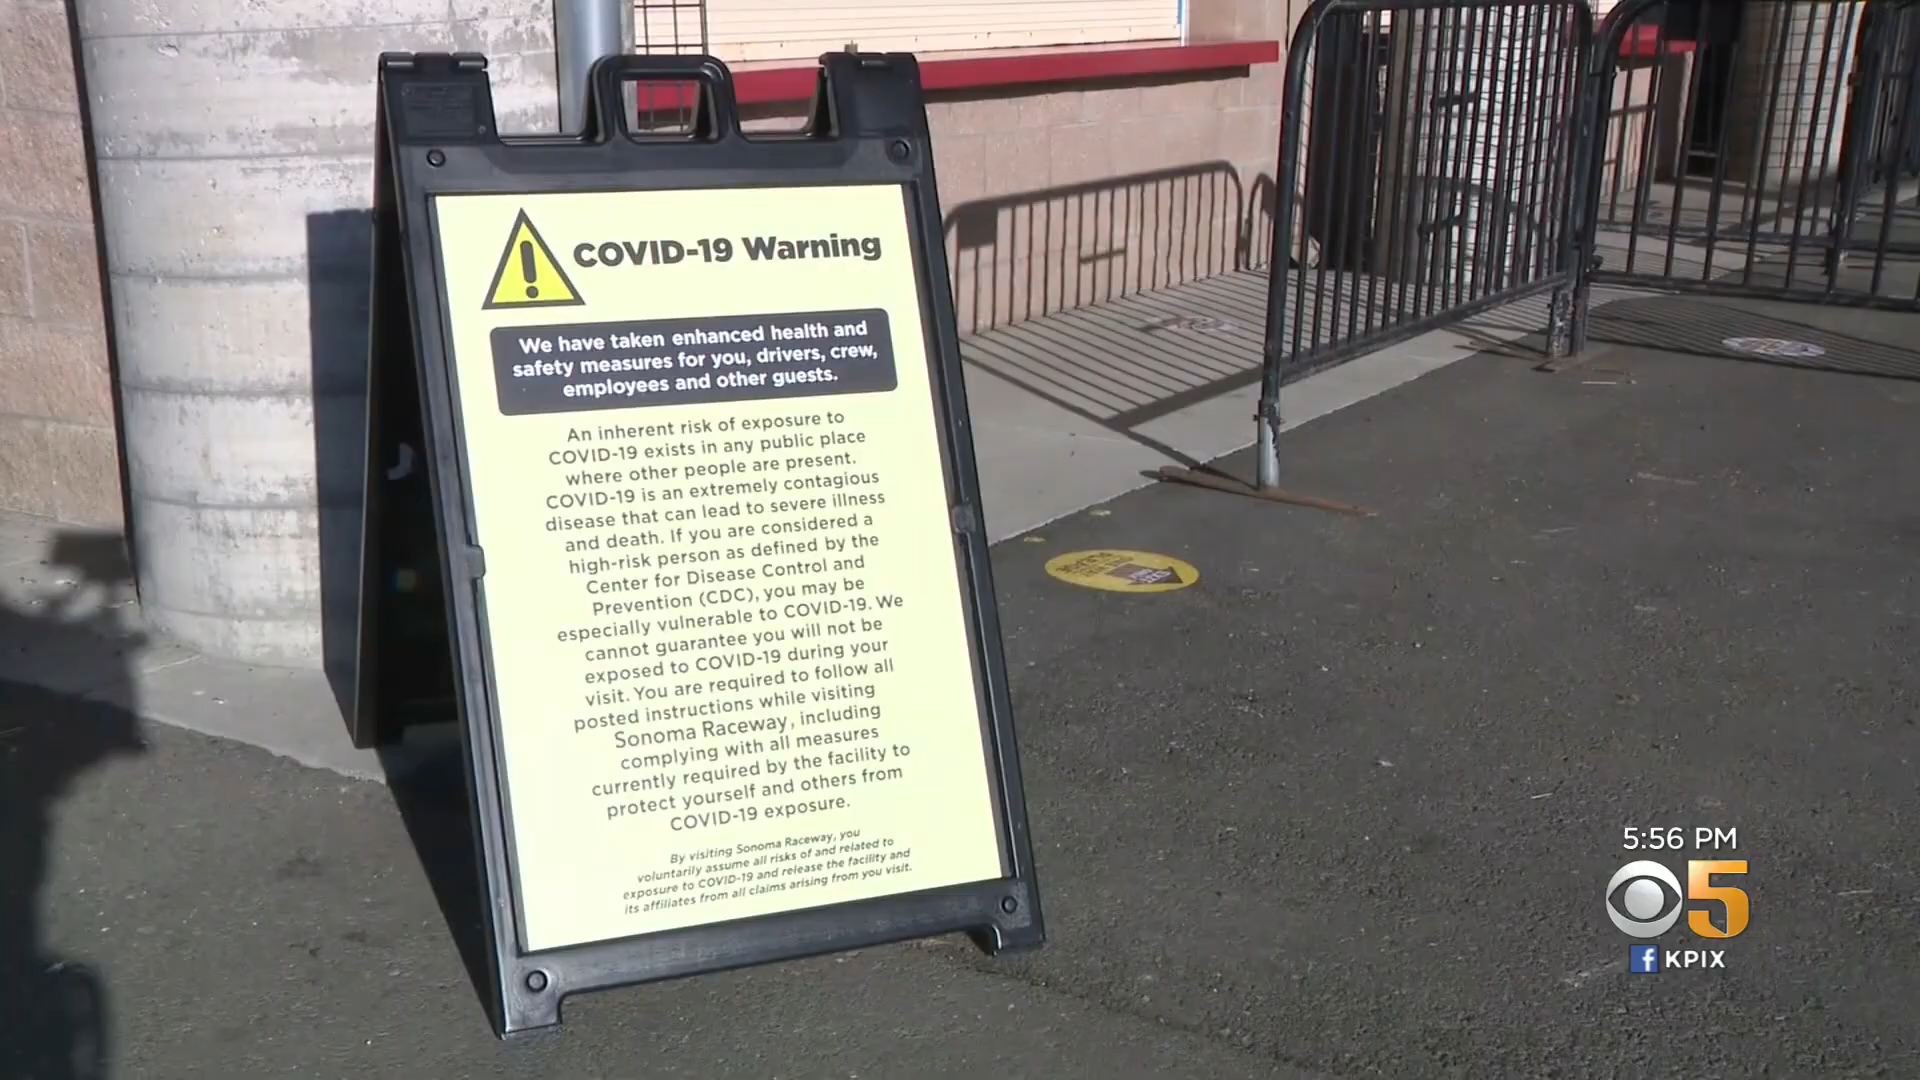 COVID-19 Warning
We have taken enhanced health and
safety measures for you, drivers, crew,
employees and other guests.
An inherent risk of exposure to
COVID-19 exists in any public place
where other people are present.
COVID-19 is an extremely contagious
disease that can lead to severe illness
and death. If you are considered a
high-risk person as defined by the
Center for Disease Control and
Prevention (CDC), you may be
especially vulnerable to COVID-19. We
cannot guarantee you will not be
exposed to COVID-19 during your
visit. You are required to follow all
posted instructions while visiting
Sonoma Raceway, including
complying with all measures
currently required by the facility to
protect yourself and others from
COVID-19 exposure.
By visiting Sonoma Raceway, you
voluntarily assume all risks of and related to
exposure to COVID-19 and release the facility and
its affiliates from all claims arising from you visit.
5:56 PM
5
f KPIX